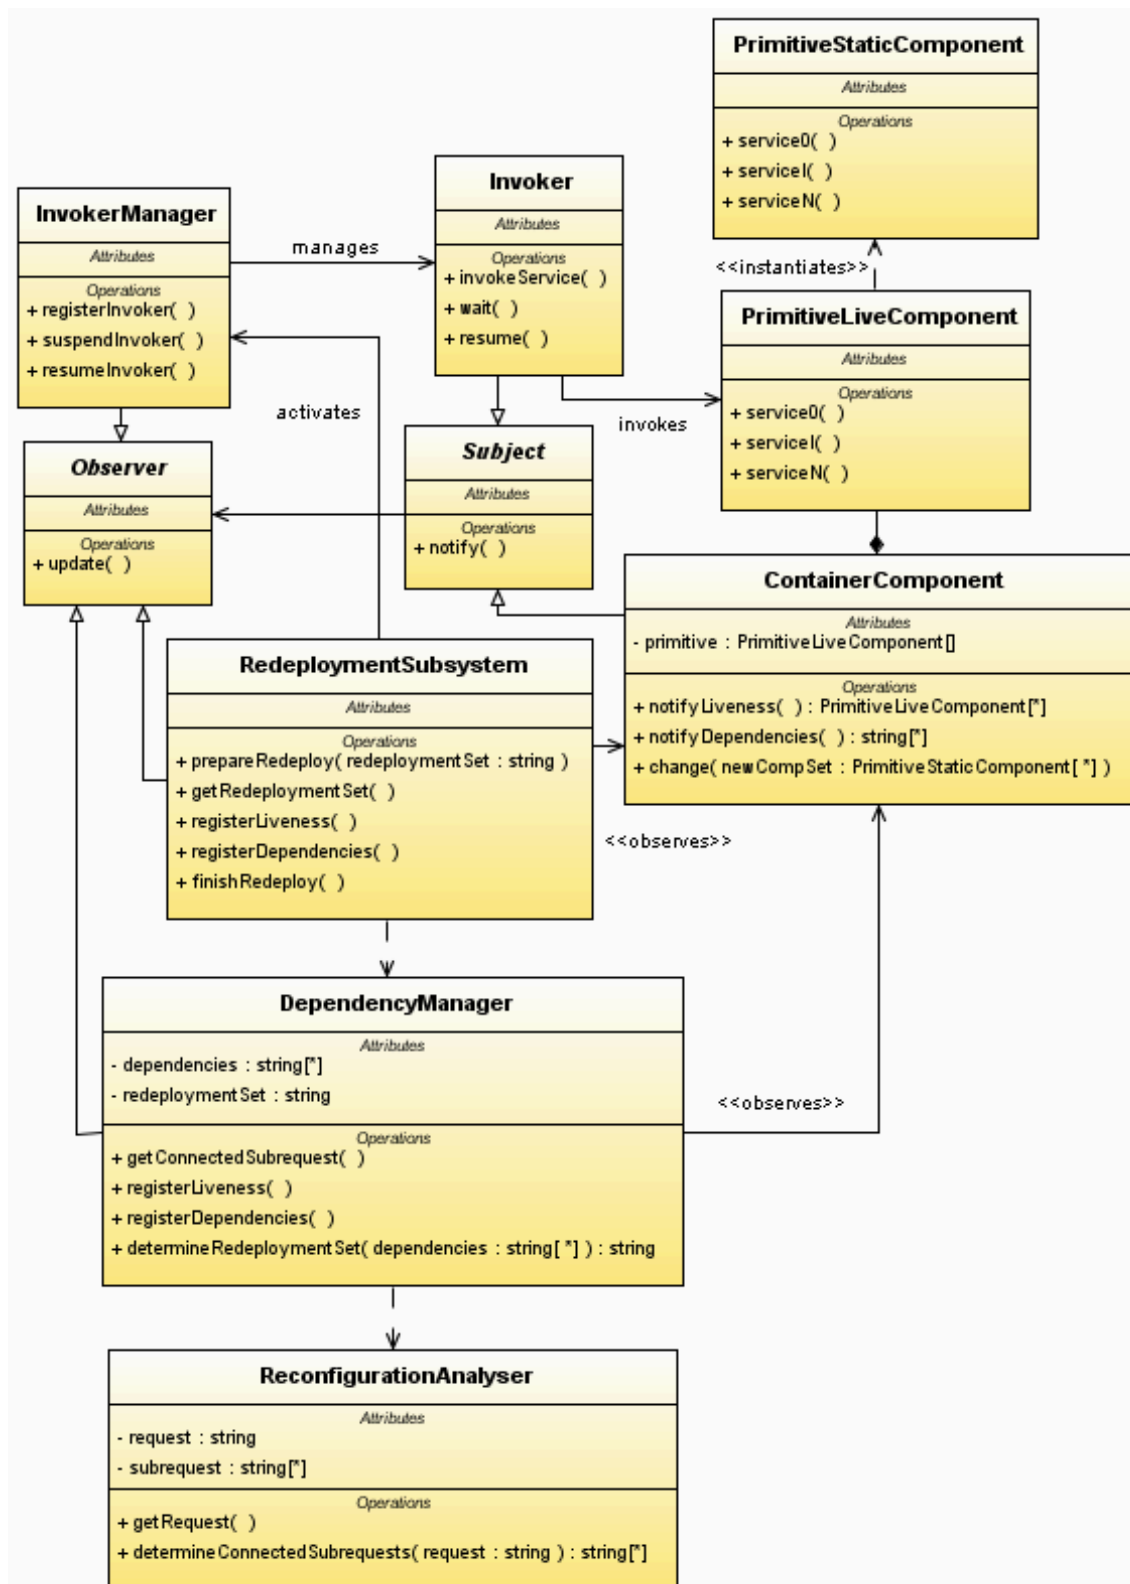 PrimitiveStaticComponent
Attributes
Operations
+ service0( )
+ serviceI( )
+ serviceN( )
Invoker
Attributes
Operations
+ invokeService( )
+ wait( )
+ resume( )
InvokerManager
Attributes
Operations
+ registerInvoker( )
+ suspendInvoker( )
+ resumeInvoker( )
manages
<<instantiates>>
PrimitiveLiveComponent
Attributes
Operations
+ service0( )
+ serviceI( )
+ serviceN( )
activates
invokes
Observer
Attributes
Operations
+ update( )
Subject
Attributes
Operations
+ notify( )
ContainerComponent
Attributes
- primitive : PrimitiveLiveComponent[]
Operations
+ notifyLiveness( ) : PrimitiveLiveComponent[*]
+ notifyDependencies( ) : string[*]
+ change( newCompSet : PrimitiveStaticComponent[ *] )
RedeploymentSubsystem
Attributes
Operations
+ prepareRedeploy( redeploymentSet : string )
+ getRedeploymentSet( )
+ registerLiveness( )
+ registerDependencies( )
+ finishRedeploy( )
<<observes>>
DependencyManager
Attributes
- dependencies : string[*]
- redeploymentSet : string
Operations
+ getConnectedSubrequest( )
+ registerLiveness( )
+ registerDependencies( )
+ determineRedeploymentSet( dependencies : string[ *] ) : string
<<observes>>
ReconfigurationAnalyser
Attributes
- request : string
- subrequest : string[*]
Operations
+ getRequest( )
+ determineConnectedSubrequests( request : string ) : string[*]